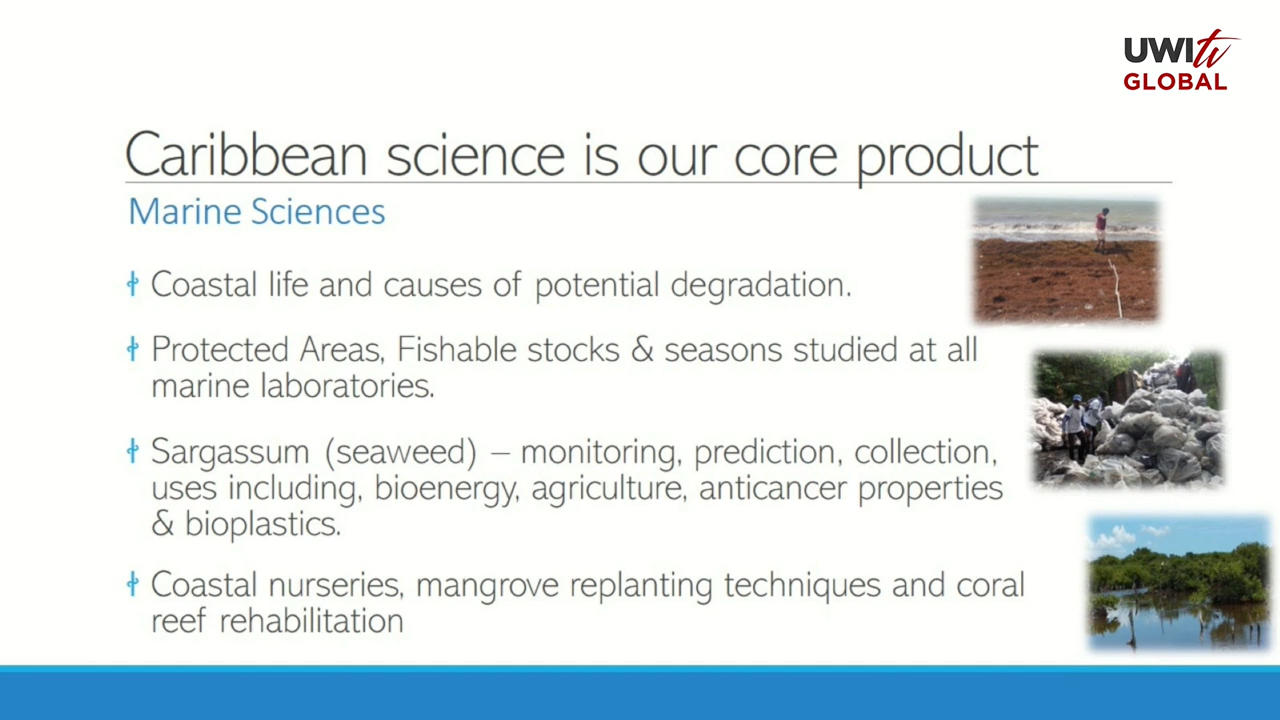 UWI tv
GLOBAL
Caribbean science is our core product
Marine Sciences
Coastal life and causes of potential degradation.
Protected Areas, Fishable stocks & seasons studied at all
marine laboratories.
Sargassum (seaweed) – monitoring, prediction, collection,
uses including, bioenergy, agriculture, anticancer properties
& bioplastics.
Coastal nurseries, mangrove replanting techniques and coral
reef rehabilitation